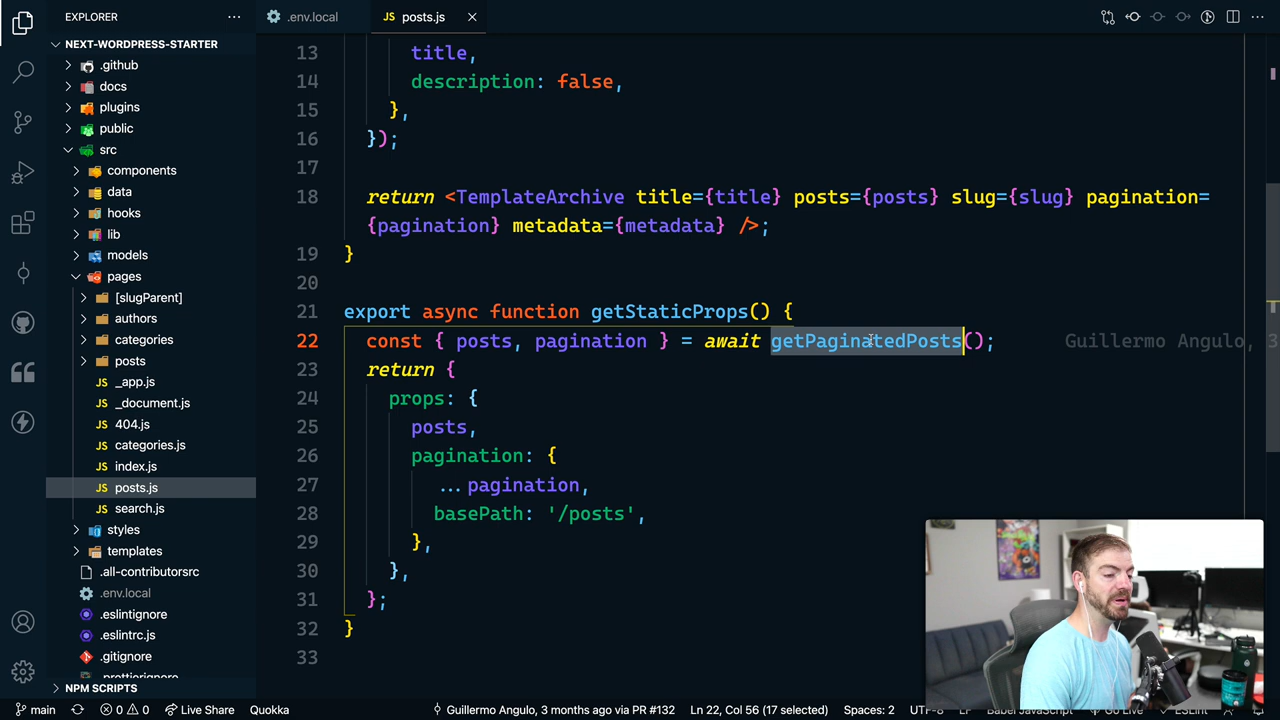 EXPLORER
.env.local
JS posts.js
NEXT-WORDPRESS-STARTER
.github
docs
plugins
public
src
components
data
hooks
lib
models
pages
[slugParent]
authors
categories
posts
JS _app.js
JS _document.js
JS 404.js
JS categories.js
JS index.js
JS posts.js
JS search.js
styles
templates
.all-contributorsrc
.env.local
.eslintignore
.eslintrc.js
.gitignore
.prettierignore
NPM SCRIPTS
13 title,
14 description: false,
15 },
16 });
17
18 return <TemplateArchive title={title} posts={posts} slug={slug} pagination=
{pagination} metadata={metadata} />;
19 }
20
21 export async function getStaticProps() {
22 const { posts, pagination } = await getPaginatedPosts(); Guillermo Angulo, 3
23 return {
24 props: {
25 posts,
26 pagination: {
27 ...pagination,
28 basePath: '/posts',
29 },
30 },
31 };
32 }
33
main 0 0 Live Share Quokka Guillermo Angulo, 3 months ago via PR #132 Ln 22, Col 56 (17 selected) Spaces: 2 UTF-8 LF Babel JavaScript Go Live ESLint